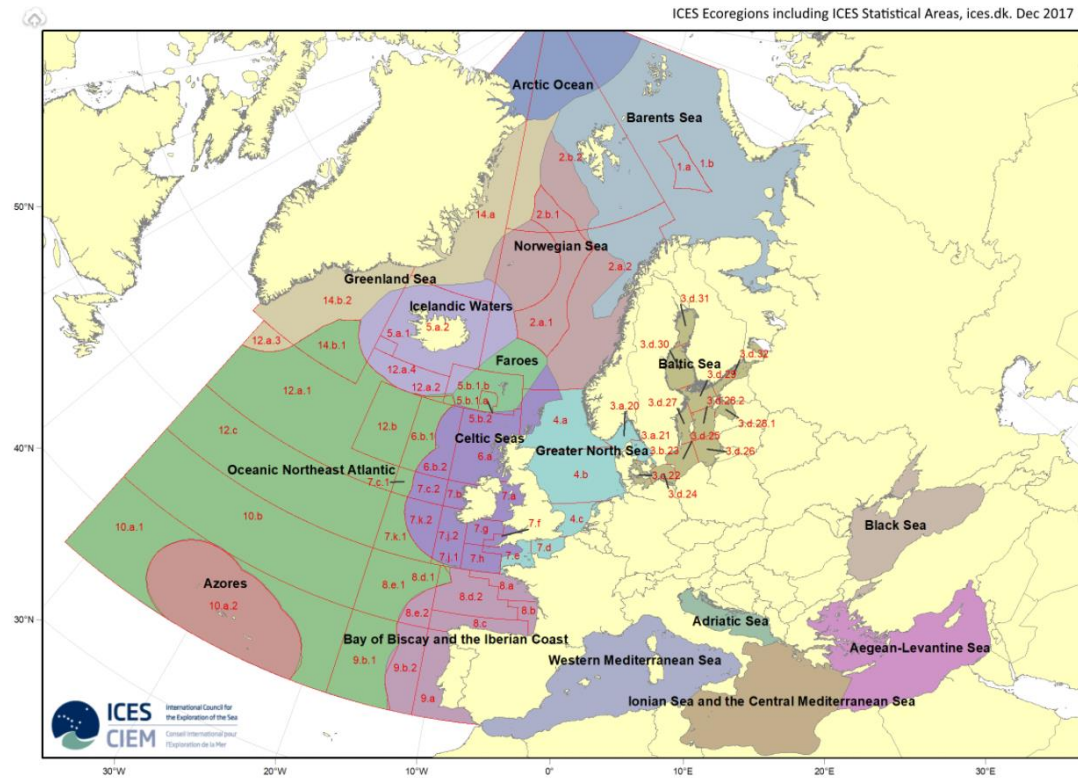 ICES Ecoregions including ICES Statistical Areas, ices.dk. Dec 2017
Arctic Ocean
Barents Sea
2.b.2
1.a
1.b
50°N
14.a
2.b.1
Norwegian Sea
2.a.2
Greenland Sea
14.b.2
Icelandic Waters
3.d.31
5.a.1
5.a.2
2.a.1
12.a.3
14.b.1
3.d.30
3.d.32
Faroes
Baltic Sea
12.a.4
3.d.29
12.a.1
12.a.2
5.b.1.b
5.b.1.a
3.a.20
3.d.27
3.d.28.2
5.b.2
4.a
12.b
3.d.28.1
12.c
6.b.1
Celtic Seas
3.a.21
3.d.25
40°N
6.a
Greater North Sea
3.b.23
3.d.26
Oceanic Northeast Atlantic
6.b.2
4.b
7.c.1
3.c.22
7.c.2
7.b
7.a
3.d.24
10.b
7.k.2
7.g
7.f
4.c
Black Sea
10.a.1
7.k.1
7.j.2
7.d
7.j.1
7.h
7.e
8.d.1
8.a
Azores
8.e.1
8.d.2
10.a.2
8.e.2
8.b
30°N
8.c
Adriatic Sea
Bay of Biscay and the Iberian Coast
Aegean-Levantine Sea
9.b.1
9.b.2
Western Mediterranean Sea
9.a
Ionian Sea and the Central Mediterranean Sea
ICES
CIEM
International Council for
the Exploration of the Sea
Conseil International pour
l'Exploration de la Mer
30°W
20°W
10°W
0°
10°E
20°E
30°E